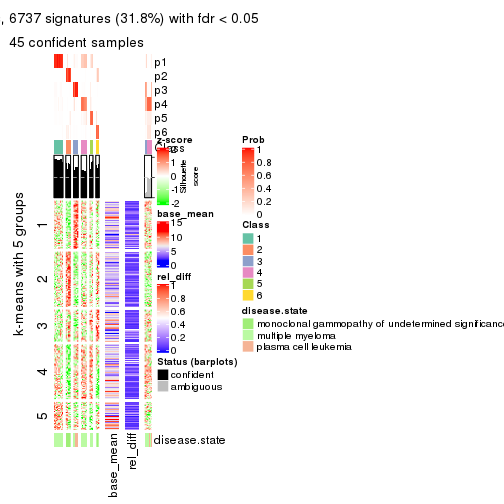 , 6737 signatures (31.8%) with fdr < 0.05
45 confident samples
p1
p2
p3
p4
p5
p6
Class
z-score
2
1
0
-1
-2
Silhouette
score
base_mean
15
10
5
0
rel_diff
1
0.8
0.6
0.4
0.2
0
Status (barplots)
confident
ambiguous
Prob
1
0.8
0.6
0.4
0.2
0
Class
1
2
3
4
5
6
disease.state
monoclonal gammopathy of undetermined significance
multiple myeloma
plasma cell leukemia
k-means with 5 groups
1
2
3
4
5
disease.state
base_mean
rel_diff